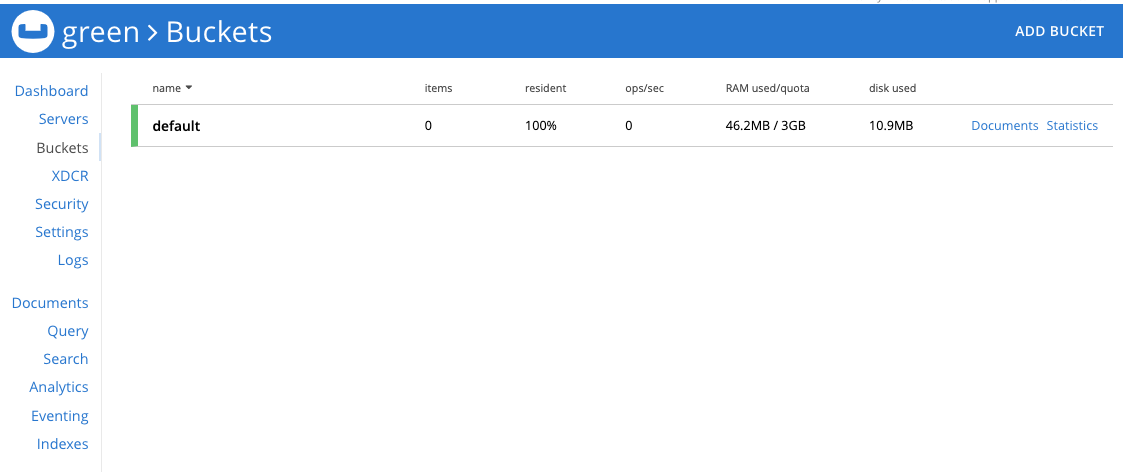 green > Buckets
ADD BUCKET
Dashboard
Servers
Buckets
XDCR
Security
Settings
Logs
Documents
Query
Search
Analytics
Eventing
Indexes
name items resident ops/sec RAM used/quota disk used
default 0 100% 0 46.2MB / 3GB 10.9MB Documents Statistics